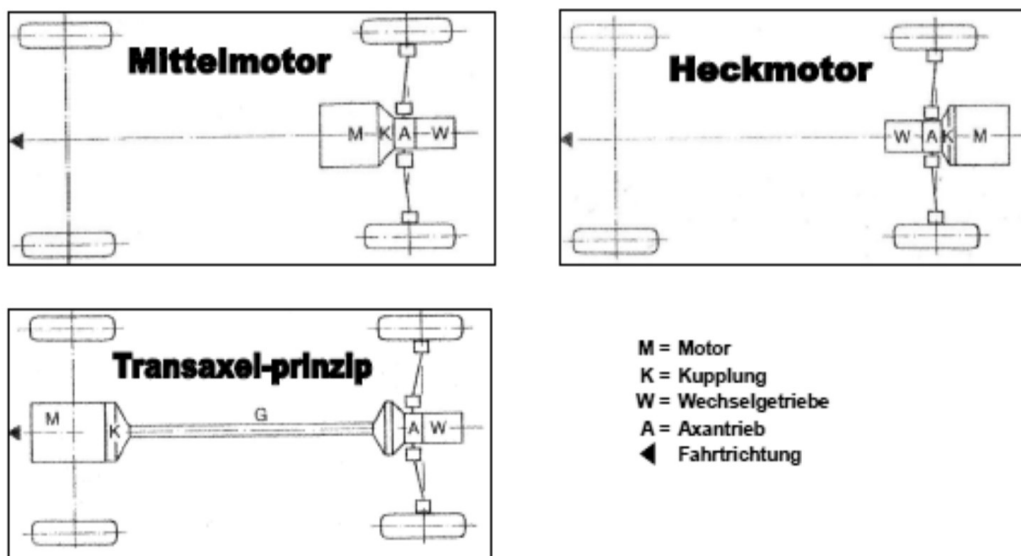 Mittelmotor
M K A W
Heckmotor
W A K M
Transaxel-prinzip
M K G A W
M = Motor
K = Kupplung
W = Wechselgetriebe
A = Axantrieb
Fahrtrichtung